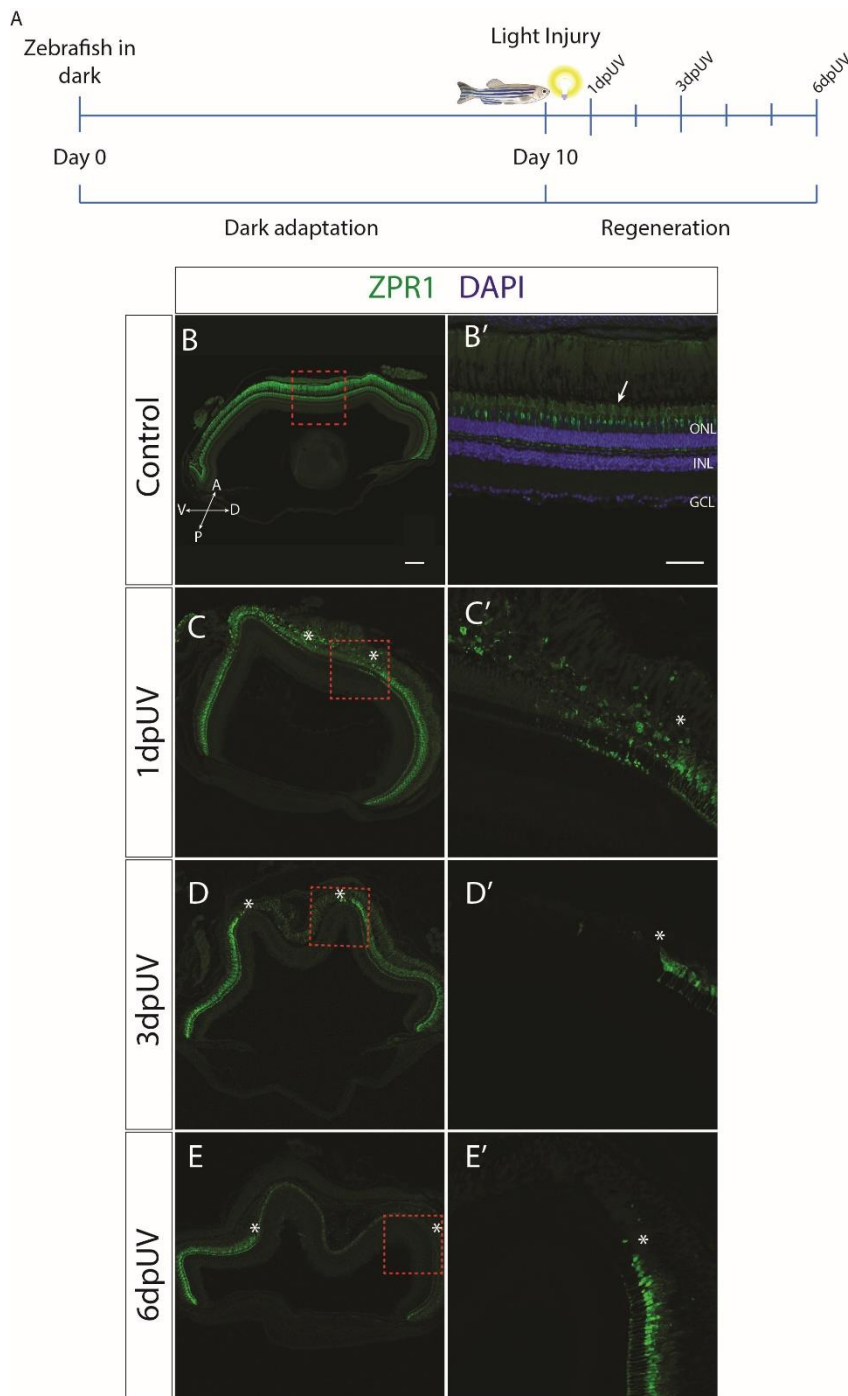 A
Zebrafish in
dark
Light Injury
1dpUV
3dpUV
6dpUV
Day 0
Day 10
Dark adaptation
Regeneration
ZPR1 DAPI
Control
B
A
V
D
P
B'
ONL
INL
GCL
1dpUV
C
*
*
C'
*
3dpUV
D
*
*
D'
*
6dpUV
E
*
*
E'
*